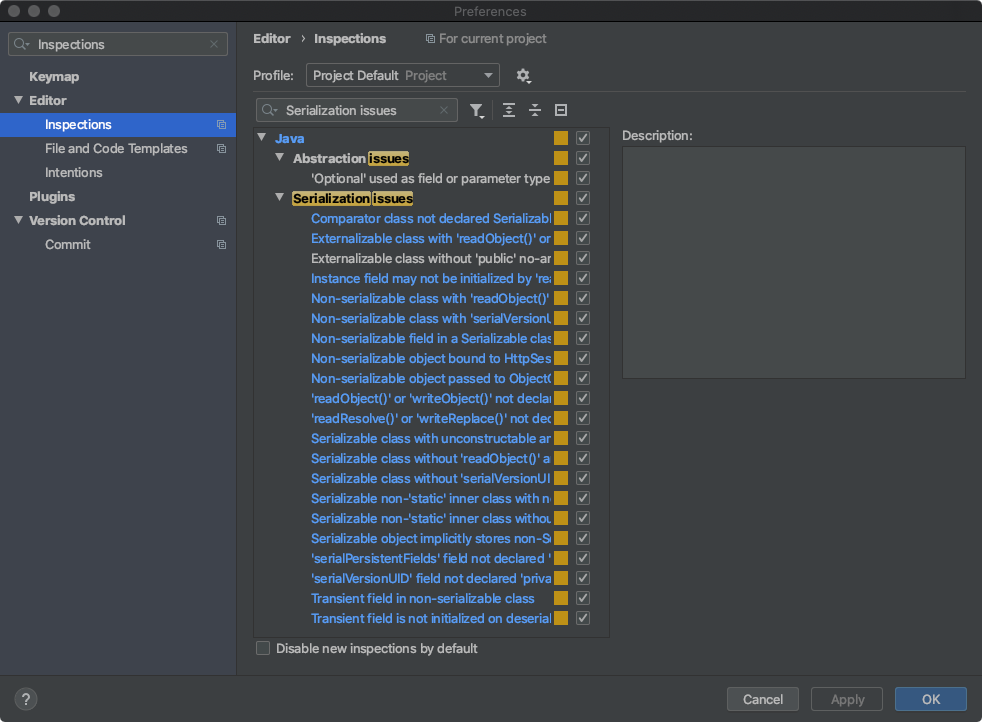 Preferences
Inspections
Keymap
Editor
Inspections
File and Code Templates
Intentions
Plugins
Version Control
Commit
Editor › Inspections
For current project
Profile:
Project Default Project
Serialization issues
Java
Abstraction issues
'Optional' used as field or parameter type
Serialization issues
Comparator class not declared Serializabl
Externalizable class with 'readObject()' or
Externalizable class without 'public' no-ar
Instance field may not be initialized by 'rea
Non-serializable class with 'readObject()'
Non-serializable class with 'serialVersionU
Non-serializable field in a Serializable clas
Non-serializable object bound to HttpSes
Non-serializable object passed to ObjectO
'readObject()' or 'writeObject()' not declar
'readResolve()' or 'writeReplace()' not dec
Serializable class with unconstructable an
Serializable class without 'readObject()' a
Serializable class without 'serialVersionUI
Serializable non-'static' inner class with n
Serializable non-'static' inner class withou
Serializable object implicitly stores non-S
'serialPersistentFields' field not declared '
'serialVersionUID' field not declared 'priva
Transient field in non-serializable class
Transient field is not initialized on deserial
Description:
Disable new inspections by default
?
Cancel
Apply
OK